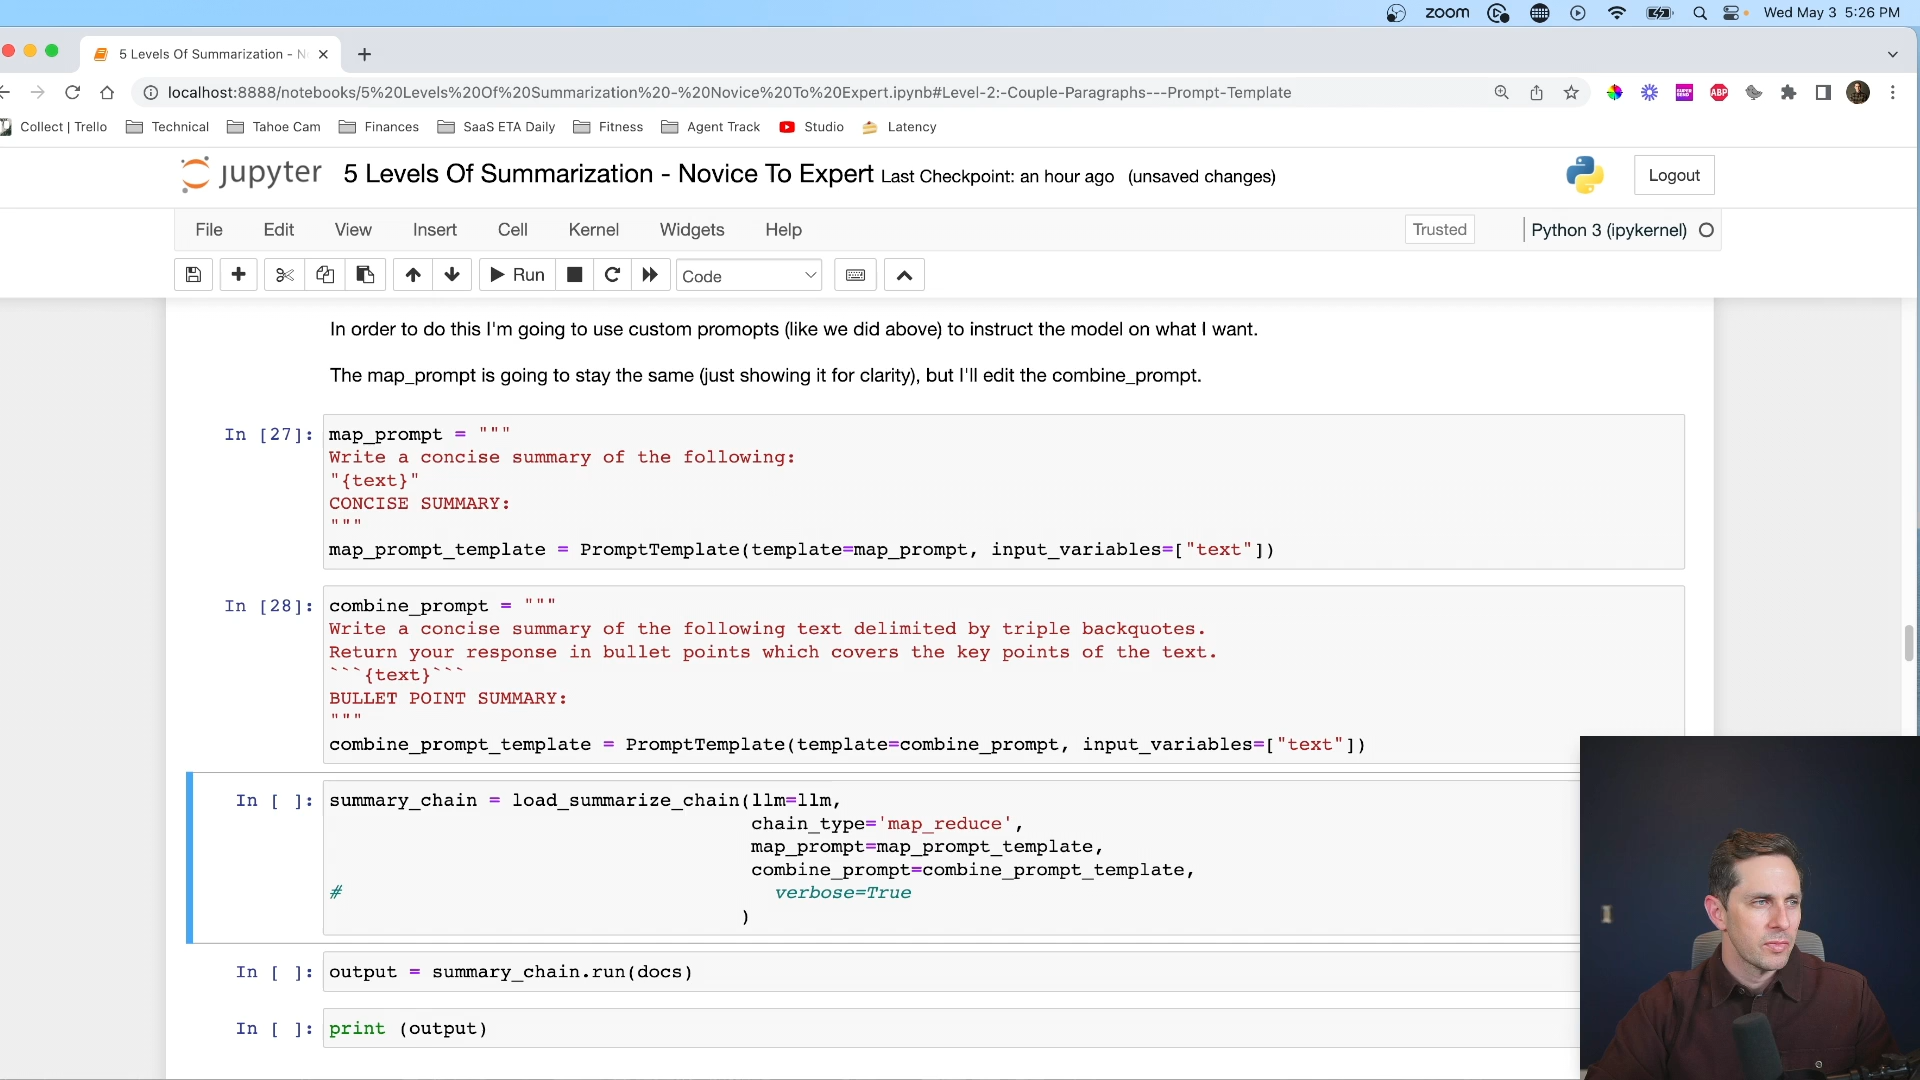 zoom
Wed May 3 5:26 PM
5 Levels Of Summarization - N
localhost:8888/notebooks/5%20Levels%20Of%20Summarization%20-%20Novice%20To%20Expert.ipynb#Level-2:-Couple-Paragraphs---Prompt-Template
ABP
Collect | Trello
Technical
Tahoe Cam
Finances
SaaS ETA Daily
Fitness
Agent Track
Studio
Latency
jupyter
5 Levels Of Summarization - Novice To Expert Last Checkpoint: an hour ago (unsaved changes)
Logout
File Edit View Insert Cell Kernel Widgets Help
Trusted
Python 3 (ipykernel)
Run
Code
In order to do this I'm going to use custom promopts (like we did above) to instruct the model on what I want.
The map_prompt is going to stay the same (just showing it for clarity), but I'll edit the combine_prompt.
In [27]: map_prompt = """
Write a concise summary of the following:
"{text}"
CONCISE SUMMARY:
"""
map_prompt_template = PromptTemplate(template=map_prompt, input_variables=["text"])
In [28]: combine_prompt = """
Write a concise summary of the following text delimited by triple backquotes.
Return your response in bullet points which covers the key points of the text.
```{text}```
BULLET POINT SUMMARY:
"""
combine_prompt_template = PromptTemplate(template=combine_prompt, input_variables=["text"])
In [ ]: summary_chain = load_summarize_chain(llm=llm,
chain_type='map_reduce',
map_prompt=map_prompt_template,
combine_prompt=combine_prompt_template,
# verbose=True
)
In [ ]: output = summary_chain.run(docs)
In [ ]: print (output)